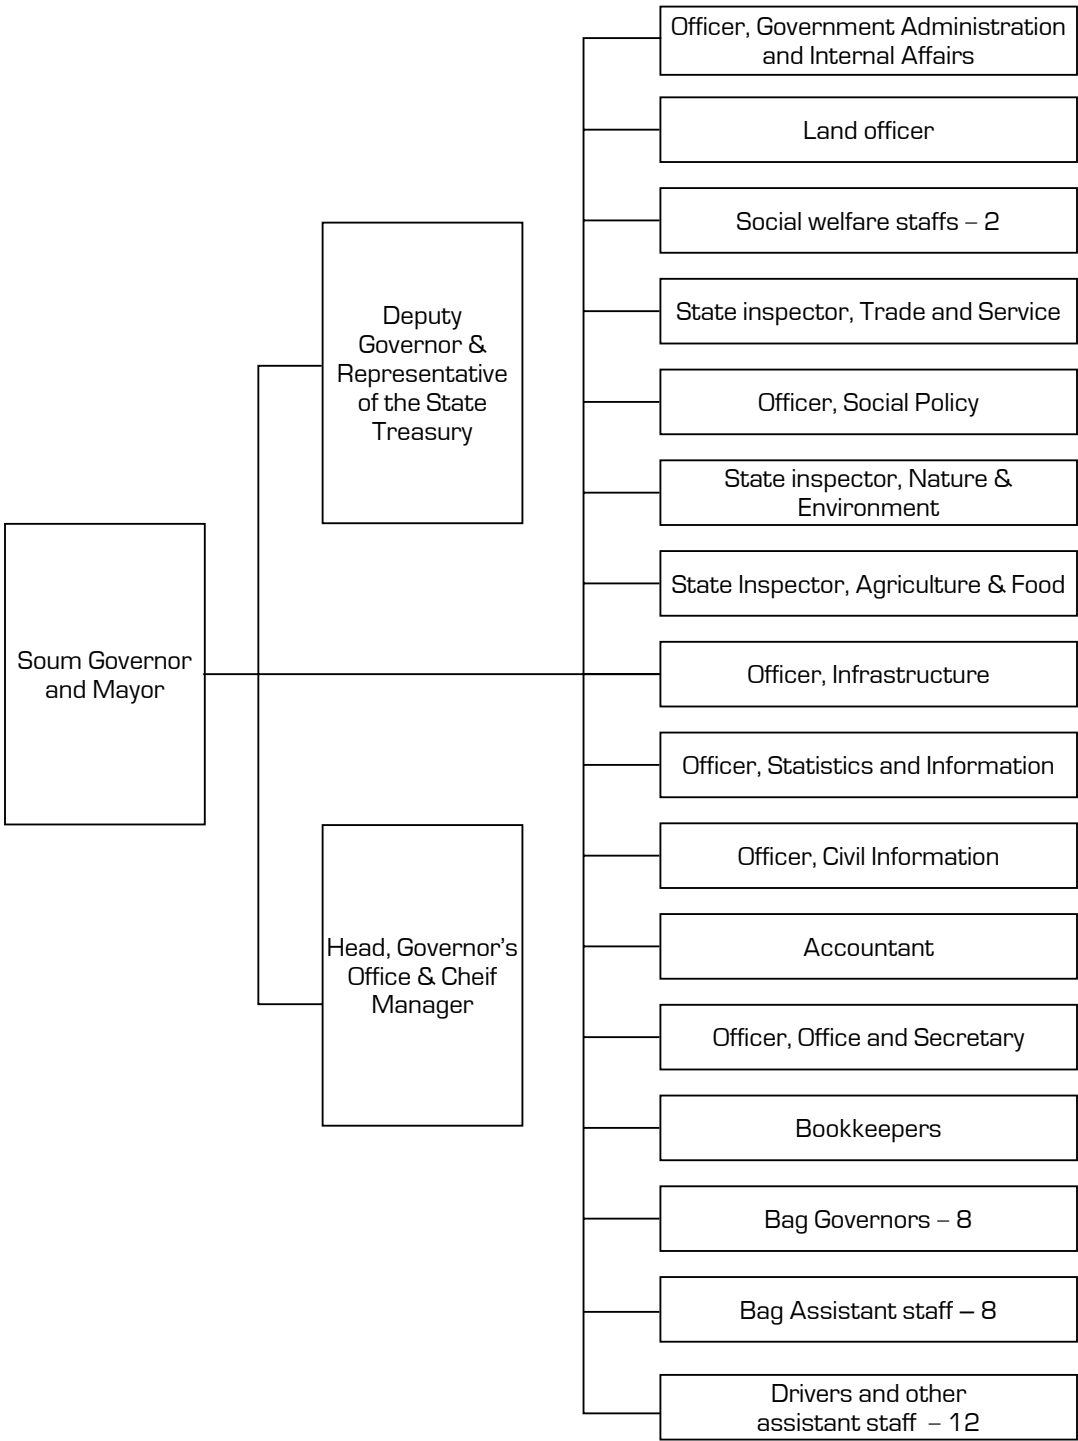 Soum Governor
and Mayor
Deputy
Governor &
Representative
of the State
Treasury
Head, Governor's
Office & Cheif
Manager
Officer, Government Administration
and Internal Affairs
Land officer
Social welfare staffs – 2
State inspector, Trade and Service
Officer, Social Policy
State inspector, Nature &
Environment
State Inspector, Agriculture & Food
Officer, Infrastructure
Officer, Statistics and Information
Officer, Civil Information
Accountant
Officer, Office and Secretary
Bookkeepers
Bag Governors – 8
Bag Assistant staff – 8
Drivers and other
assistant staff – 12